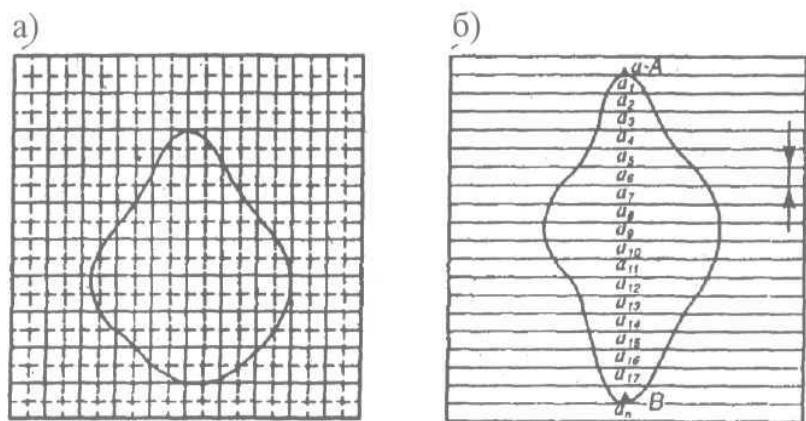 а)
б)
a-A
a₁
a₂
a₃
a₄
a₅
a₆
a₇
a₈
a₉
a₁₀
a₁₁
a₁₂
a₁₃
a₁₄
a₁₅
a₁₆
a₁₇
B
aₙ